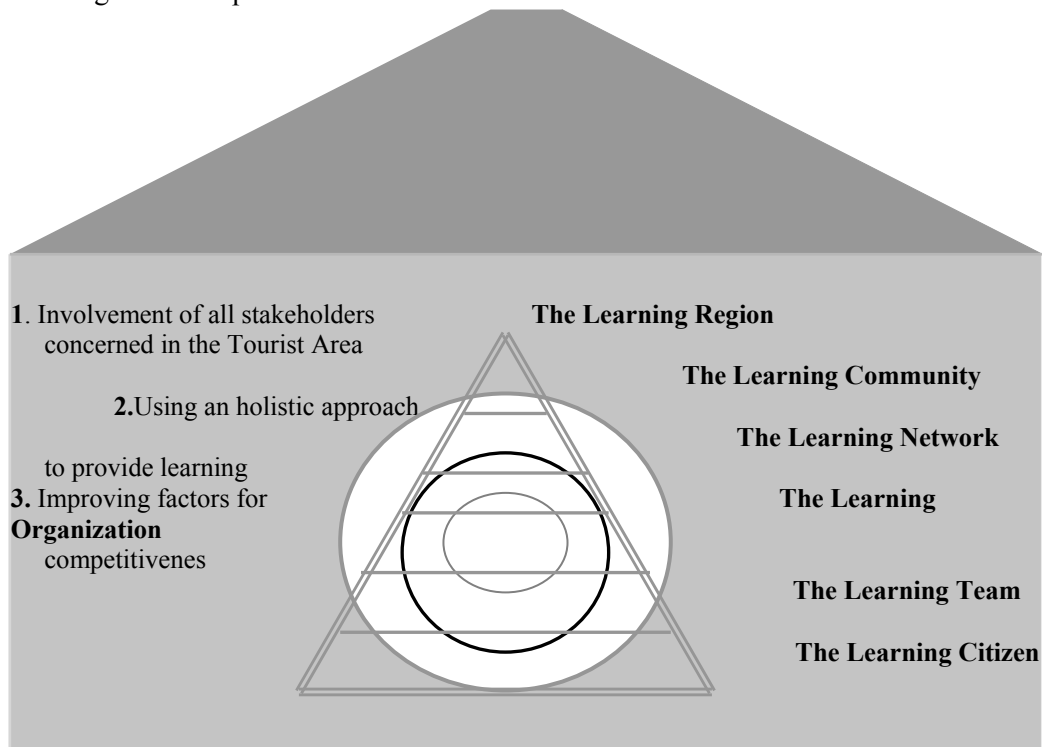 1. Involvement of all stakeholders
concerned in the Tourist Area
2.Using an holistic approach
to provide learning
3. Improving factors for
Organization
competitivenes
The Learning Region
The Learning Community
The Learning Network
The Learning
The Learning Team
The Learning Citizen